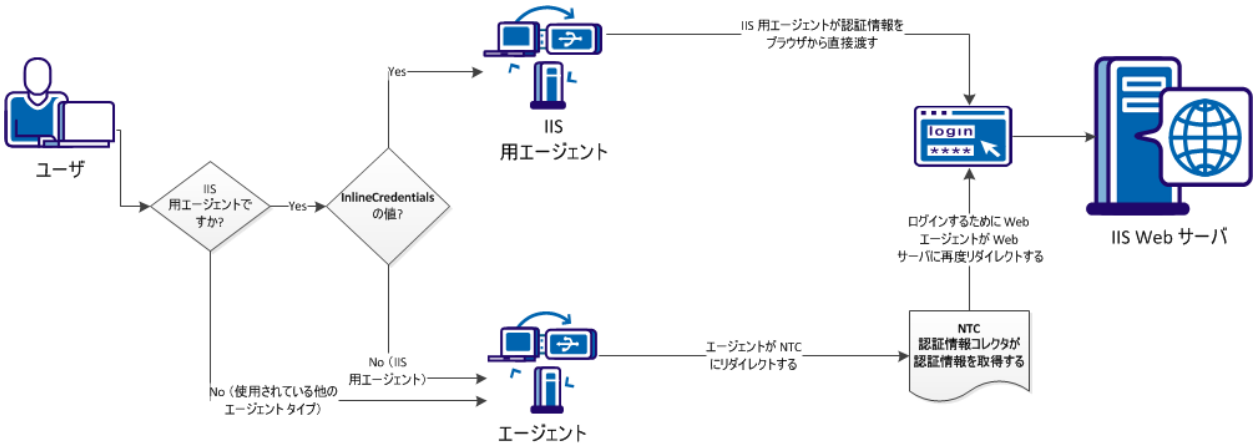 ユーザ
IIS
用エージェントで
すか?
Yes
InlineCredentials
の値?
Yes
IIS
用エージェント
IIS 用エージェントが認証情報を
ブラウザから直接渡す
login
****
IIS Web サーバ
ログインするために Web
エージェントが Web
サーバに再度リダイレクトする
NTC
認証情報コレクタが
認証情報を取得する
エージェントが NTC
にリダイレクトする
No (IIS
用エージェント)
No (使用されている他の
エージェント タイプ)
エージェント